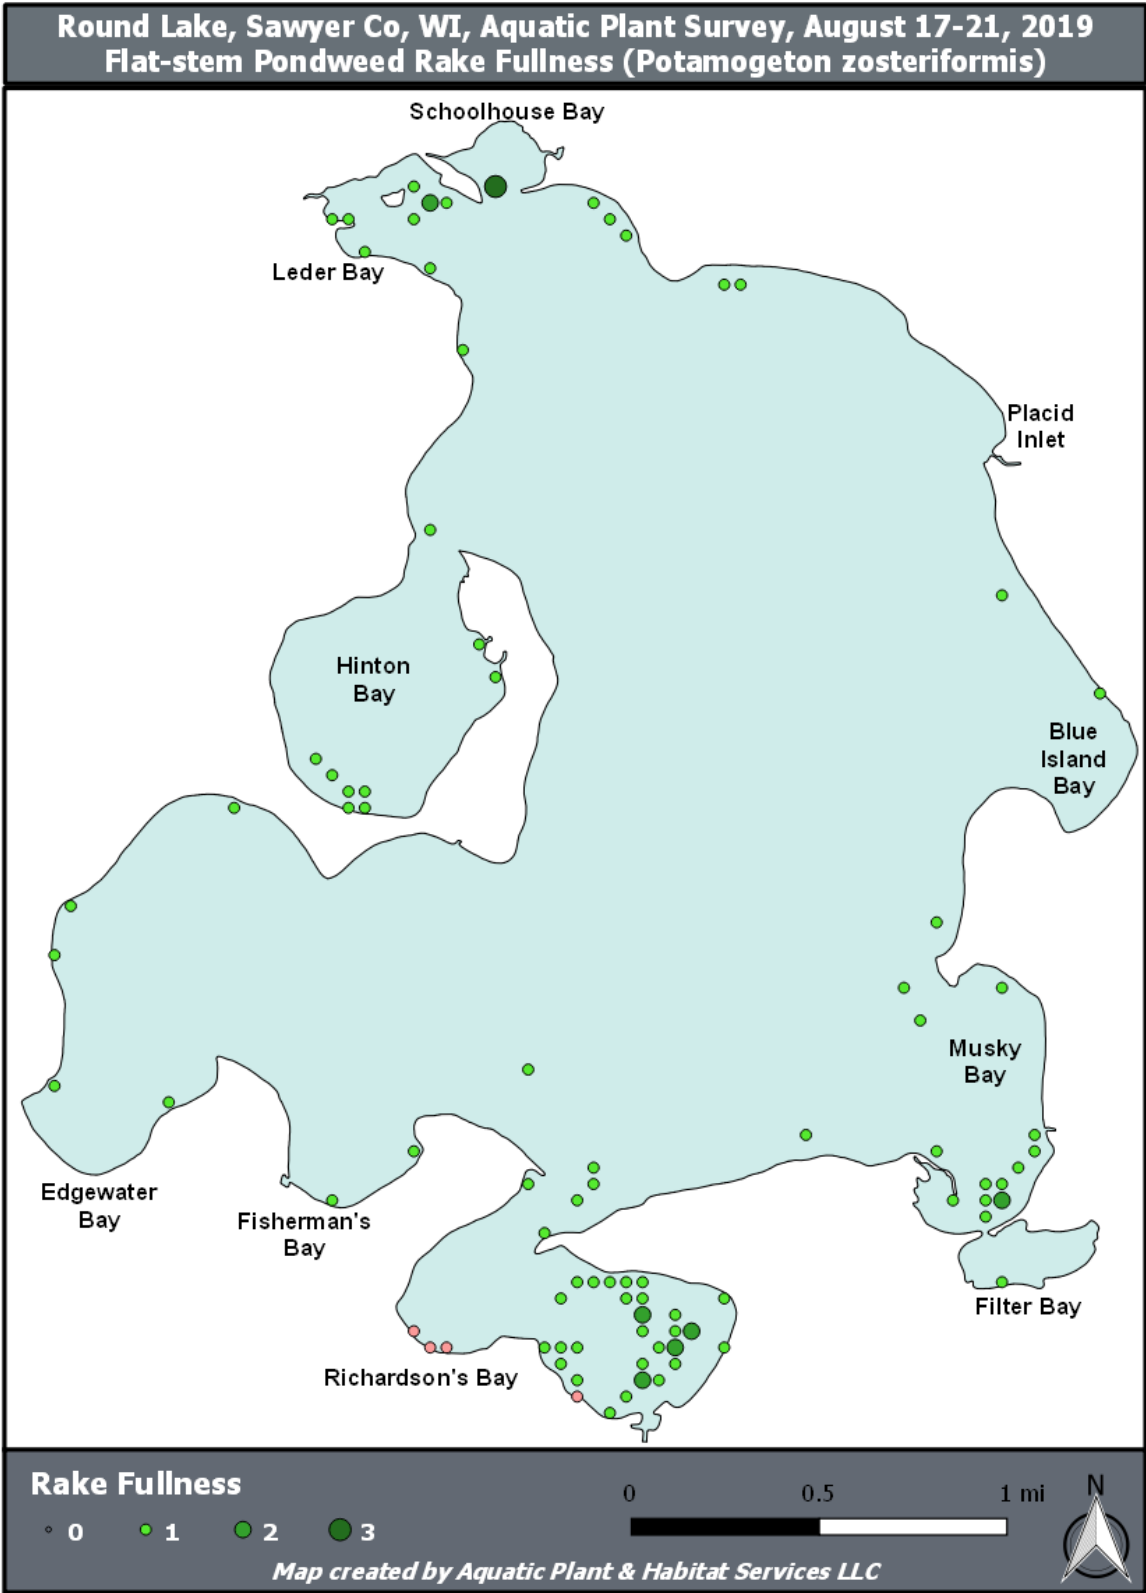 Round Lake, Sawyer Co, WI, Aquatic Plant Survey, August 17-21, 2019
Flat-stem Pondweed Rake Fullness (Potamogeton zosteriformis)
Schoolhouse Bay
Leder Bay
Placid
Inlet
Hinton
Bay
Blue
Island
Bay
Musky
Bay
Edgewater
Bay
Fisherman's
Bay
Filter Bay
Richardson's Bay
Rake Fullness
0 1 2 3
0 0.5 1 mi
N
Map created by Aquatic Plant & Habitat Services LLC